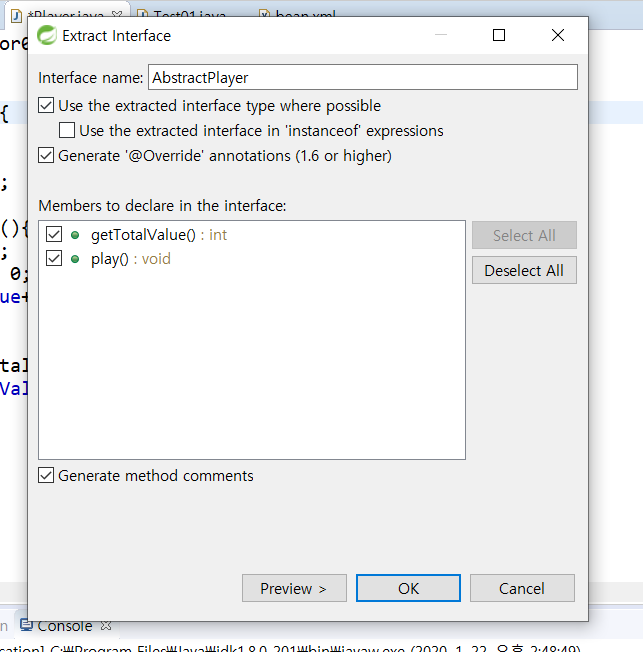 *Player.java Test01.java bean.xml
Extract Interface
Interface name: AbstractPlayer
Use the extracted interface type where possible
Use the extracted interface in 'instanceof' expressions
Generate '@Override' annotations (1.6 or higher)
Members to declare in the interface:
getTotalValue() : int
Select All
play() : void
Deselect All
Generate method comments
Preview >
OK
Cancel
Console
C:₩Program Files₩Java₩jdk1.8.0_201₩bin₩javaw.exe (2020. 1. 22. 오후 2:48:49)